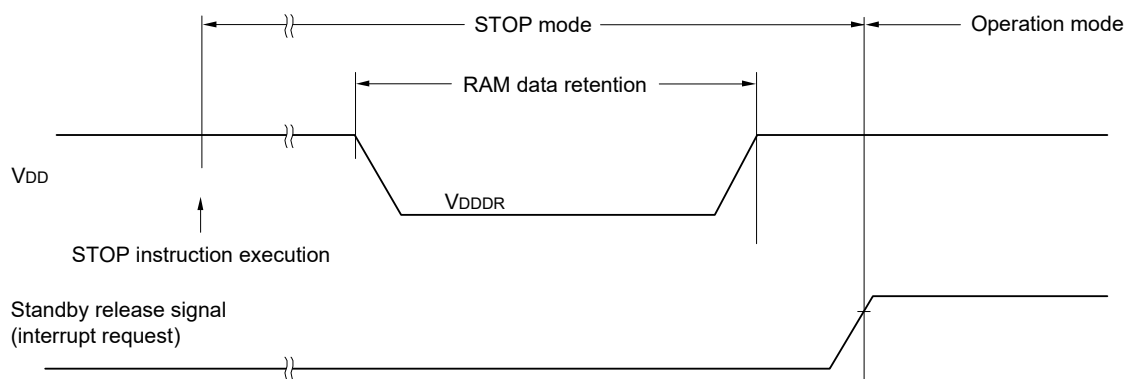 STOP mode
Operation mode
RAM data retention
VDD
VDDDR
STOP instruction execution
Standby release signal
(interrupt request)